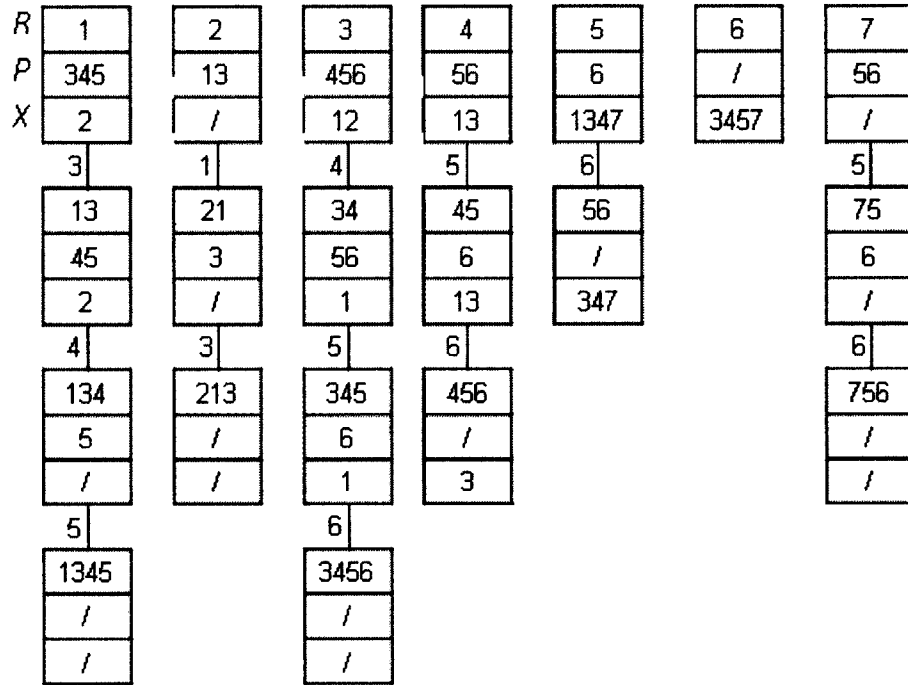 R 1 2 3 4 5 6 7
P 345 13 456 56 6 / 56
X 2 / 12 13 1347 3457 /
3 1 4 5 6 5
13 21 34 45 56 75
45 3 56 6 / 6
2 / 1 13 347 /
4 3 5 6 6
134 213 345 456 756
5 / 6 / /
/ / 1 3 /
5 6
1345 3456
/ /
/ /